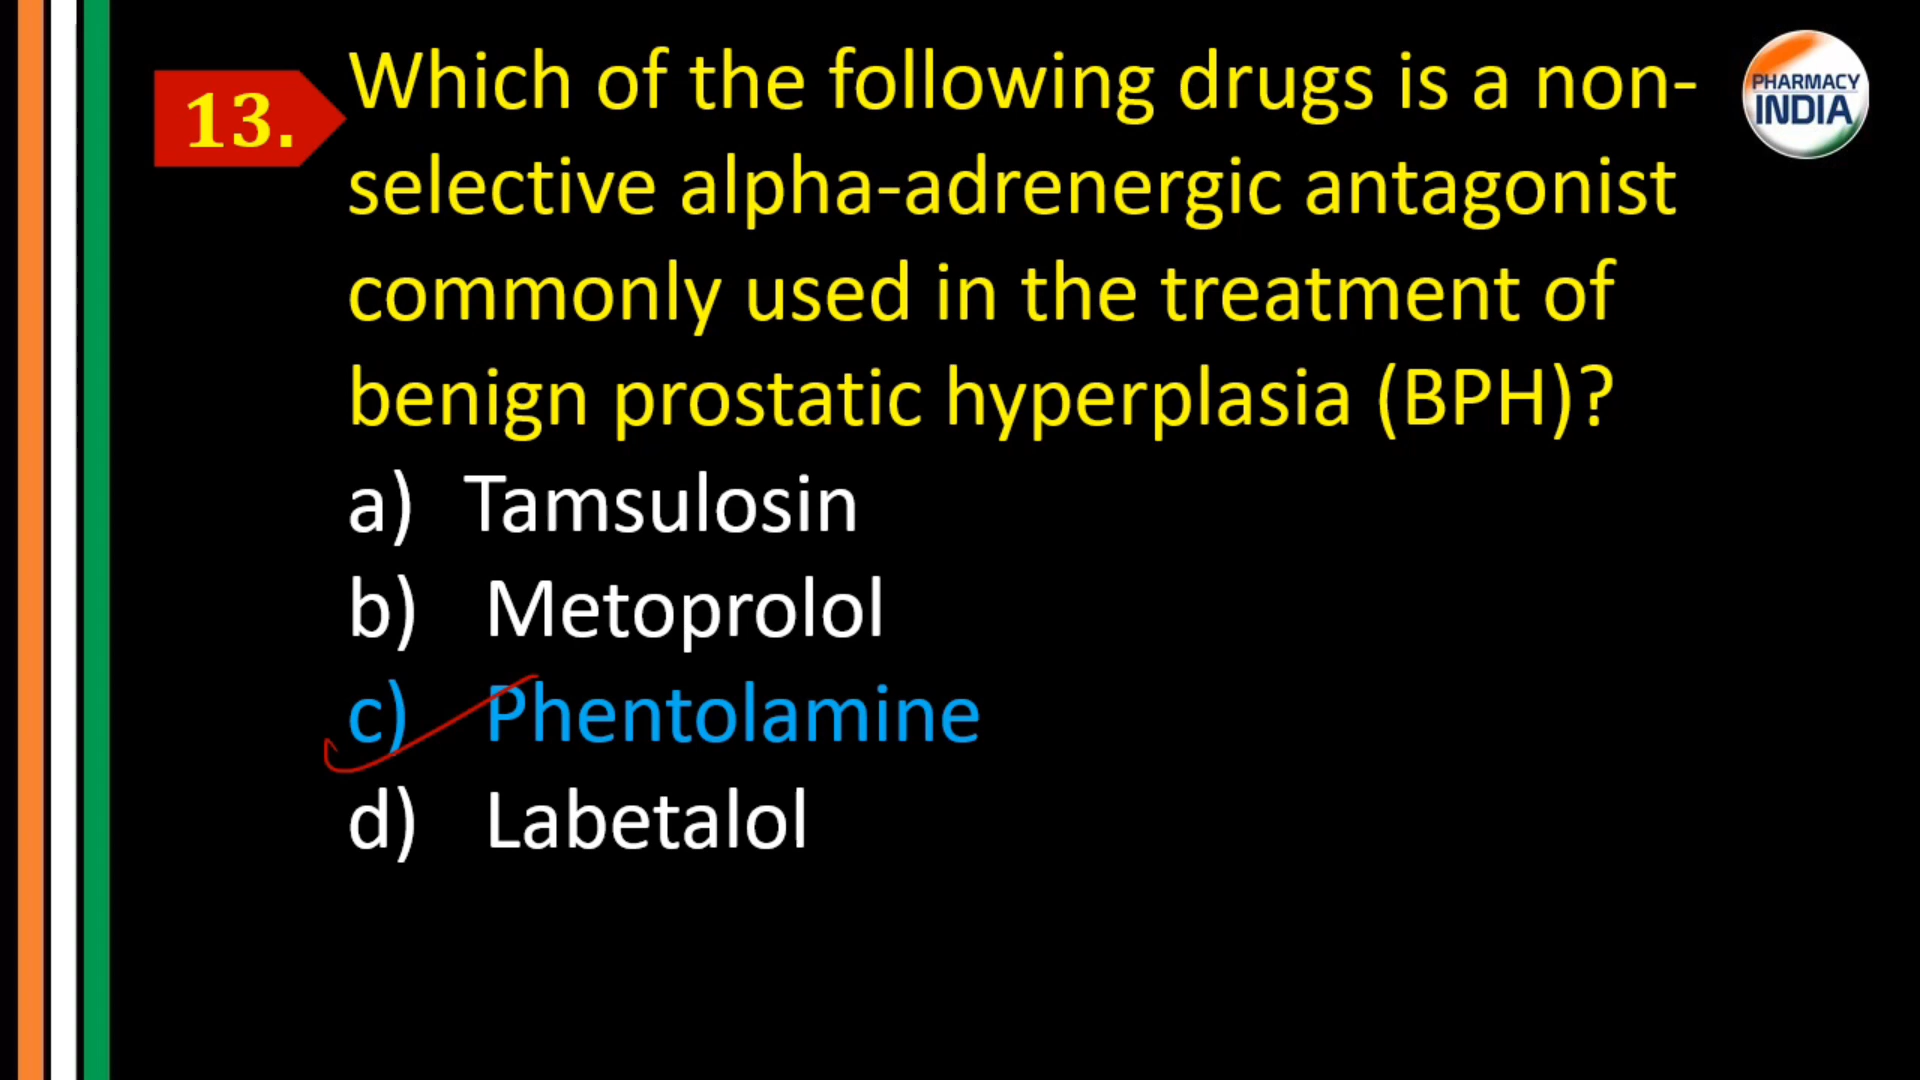 13.
Which of the following drugs is a non-
selective alpha-adrenergic antagonist
commonly used in the treatment of
benign prostatic hyperplasia (BPH)?
a) Tamsulosin
b) Metoprolol
c) Phentolamine
d) Labetalol
PHARMACY
INDIA